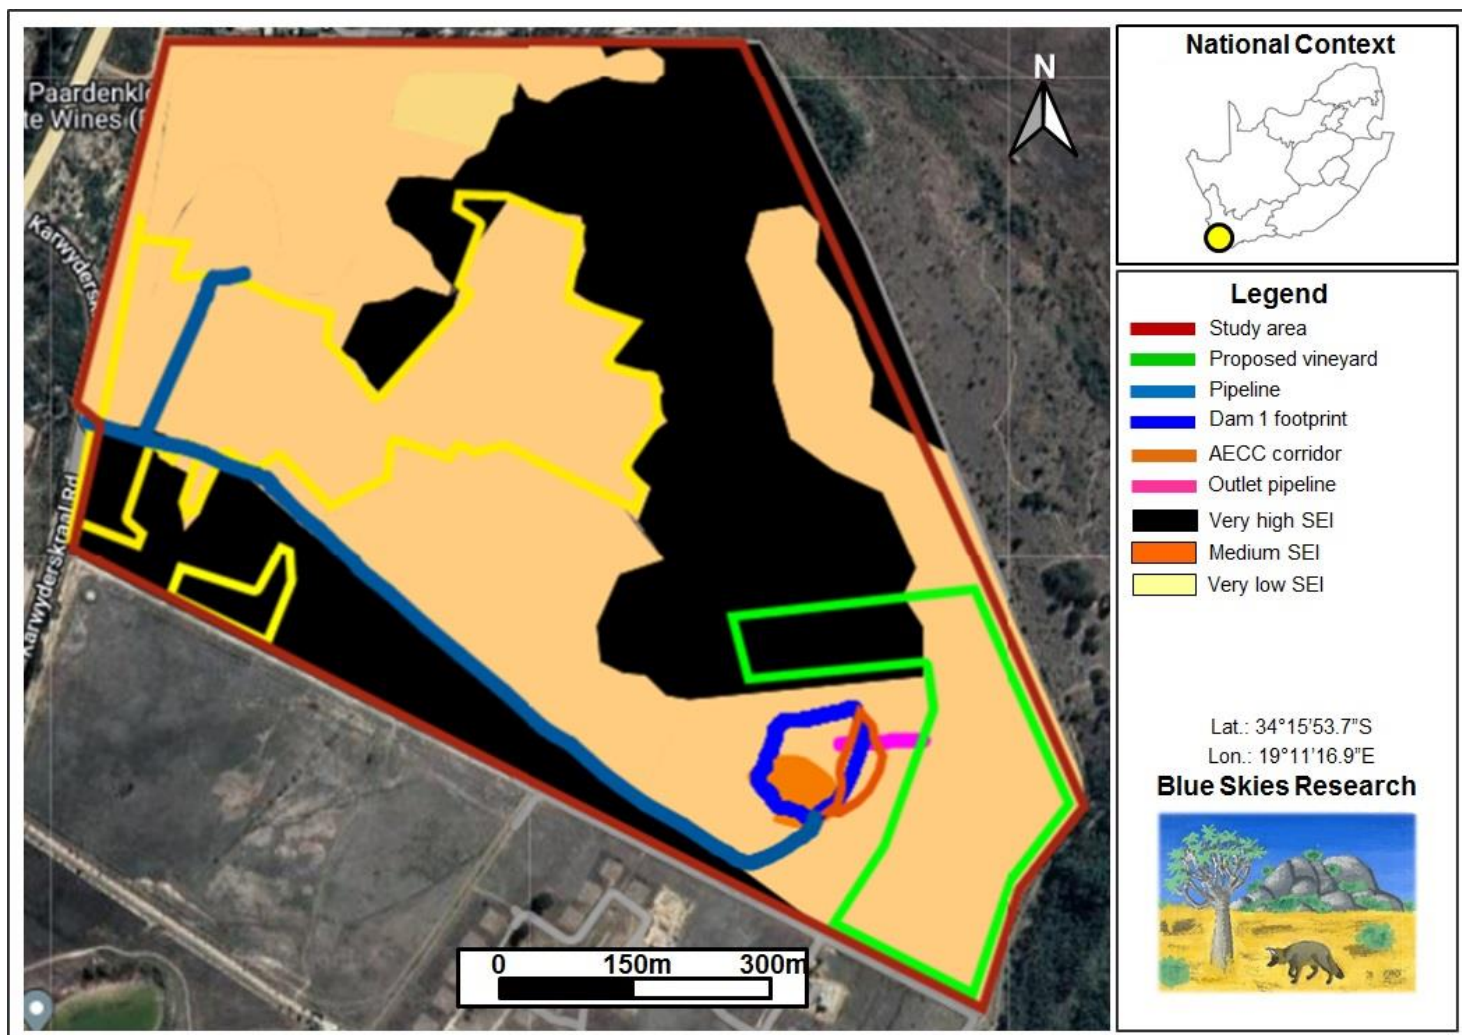 Paardenkl
te Wines (
Karwydersk
Karwyderskraal Rd
N
0 150m 300m
National Context
Legend
Study area
Proposed vineyard
Pipeline
Dam 1 footprint
AECC corridor
Outlet pipeline
Very high SEI
Medium SEI
Very low SEI
Lat.: 34°15’53.7”S
Lon.: 19°11’16.9”E
Blue Skies Research